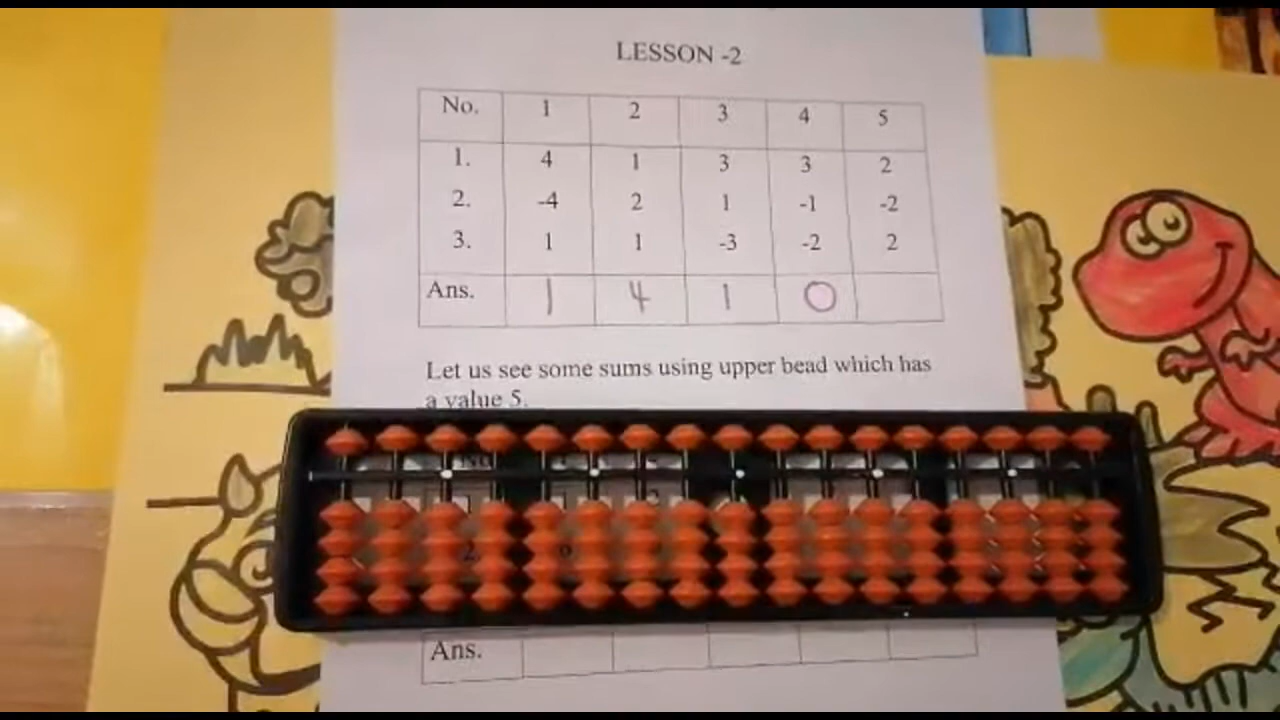 LESSON -2
No. 1 2 3 4 5
1. 4 1 3 3 2
2. -4 2 1 -1 -2
3. 1 1 -3 -2 2
Ans. 1 4 1 0
Let us see some sums using upper bead which has
a value 5.
No
2.
Ans.